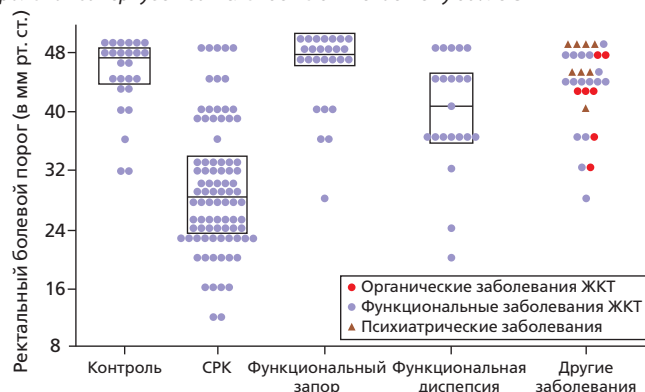 Ректальный болевой порог (в мм рт. ст.)
48
40
32
24
16
8
Органические заболевания ЖКТ
Функциональные заболевания ЖКТ
Психиатрические заболевания
Контроль
СРК
Функциональный
запор
Функциональная
диспепсия
Другие
заболевания